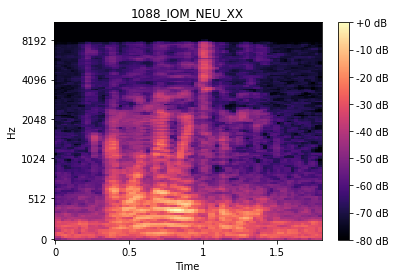 1088_IOM_NEU_XX
+0 dB
8192
-10 dB
4096
-20 dB
-30 dB
2048
Hz
-40 dB
1024
-50 dB
512
-60 dB
-70 dB
0
-80 dB
0 0.5 1 1.5
Time